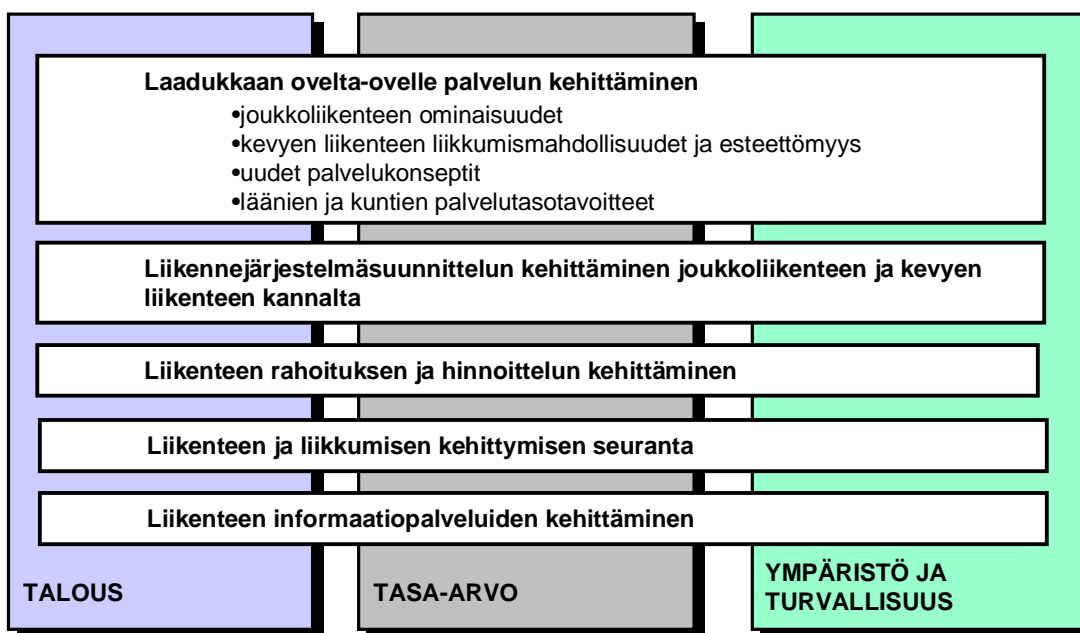 Laadukkaan ovelta-ovelle palvelun kehittäminen
•joukkoliikenteen ominaisuudet
•kevyen liikenteen liikkumismahdollisuudet ja esteettömyys
•uudet palvelukonseptit
•läänien ja kuntien palvelutasotavoitteet
Liikennejärjestelmäsuunnittelun kehittäminen joukkoliikenteen ja kevyen
liikenteen kannalta
Liikenteen rahoituksen ja hinnoittelun kehittäminen
Liikenteen ja liikkumisen kehittymisen seuranta
Liikenteen informaatiopalveluiden kehittäminen
TALOUS
TASA-ARVO
YMPÄRISTÖ JA
TURVALLISUUS